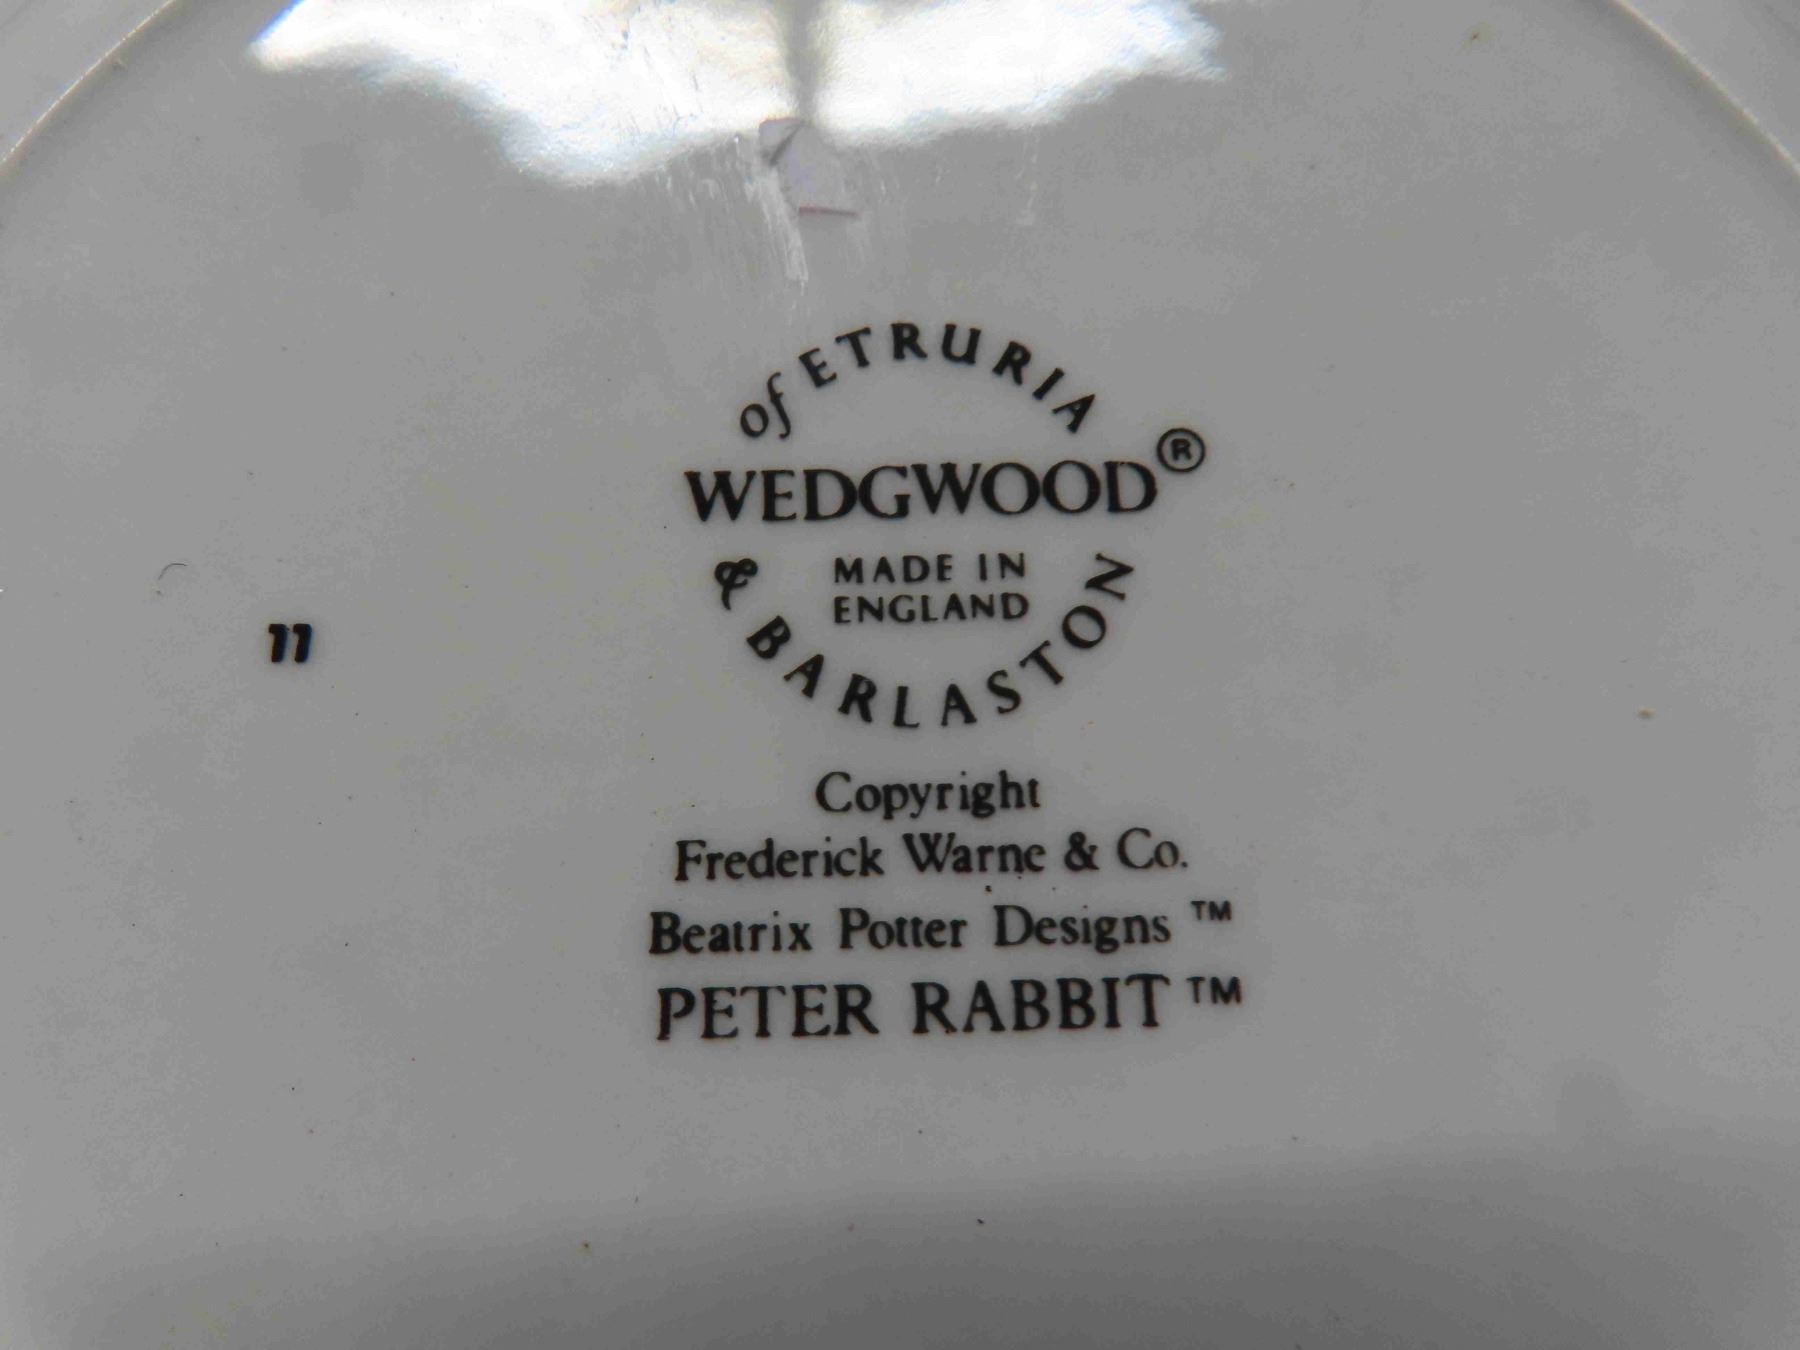 of ETRURIA
WEDGWOOD®
MADE IN
ENGLAND
& BARLASTON
11
Copyright
Frederick Warne & Co.
Beatrix Potter Designs ™
PETER RABBIT ™